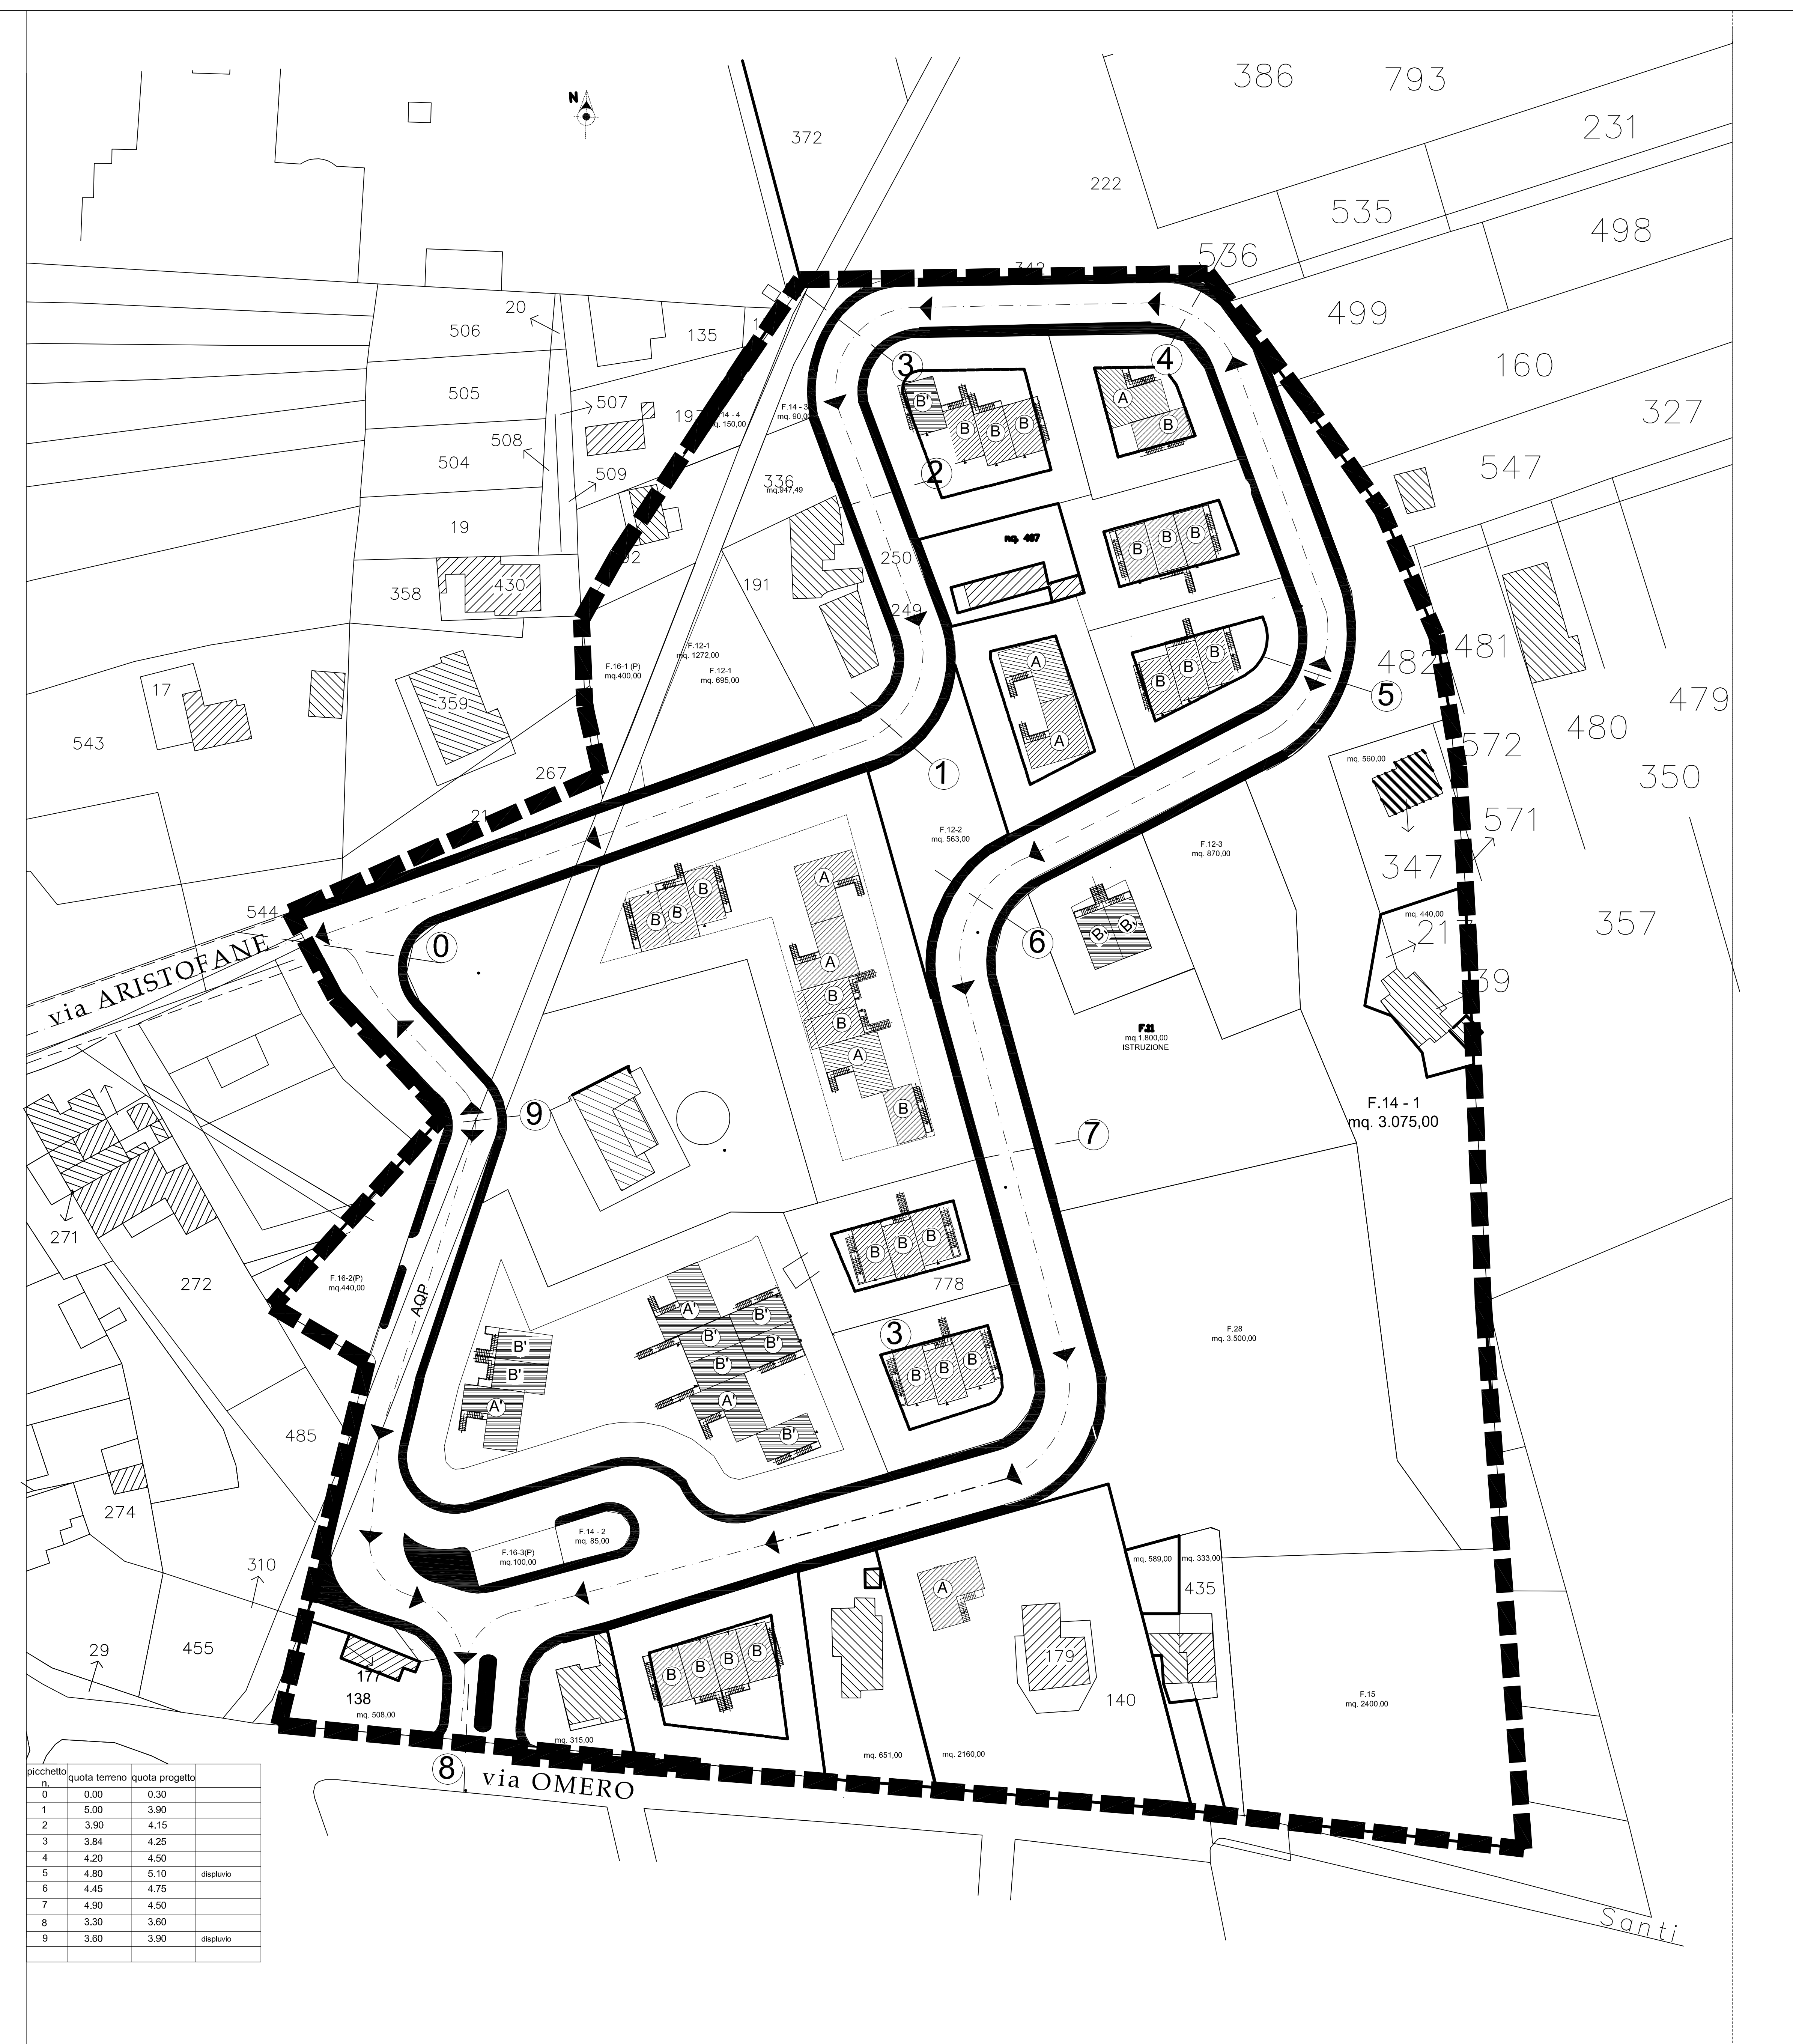 N
386
793
231
372
222
535
498
536
342
499
160
327
547
20
506
135
505
507
F.14 - 3
508
504
509
336
mq.947,49
3
4
B'
B
B
B
A
B
2
19
358
430
191
250
249
B
B
B
482
481
479
480
350
572
571
347
357
F.16-1 (P)
mq.400,00
F.12-1
mq. 1272,00
F.12-1
mq. 695,00
17
359
543
267
21
A
A
B
B
B
5
1
mq. 560,00
F.12-2
mq. 563,00
F.12-3
mq. 870,00
mq. 440,00
544
via ARISTOFANE
0
B
B
B
A
A
B
B
A
B
6
B'
B'
39
F.11
mq.1.800,00
ISTRUZIONE
F.14 - 1
mq. 3.075,00
9
7
271
272
F.16-2(P)
mq.440,00
AQP
B
B
B
778
3
B
B
B
F.28
mq. 3.500,00
A'
B'
B'
B'
B'
A'
B'
B'
B'
A'
485
274
310
F.14 - 2
mq. 85,00
F.16-3(P)
mq.100,00
mq. 589,00
mq. 333,00
435
A
29
455
177
138
mq. 508,00
B
B
B
B
179
140
F.15
mq. 2400,00
mq. 315,00
mq. 651,00
mq. 2160,00
8
via OMERO
Santi
picchetto n. quota terreno quota progetto
0 0.00 0.30
1 5.00 3.90
2 3.90 4.15
3 3.84 4.25
4 4.20 4.50
5 4.80 5.10 displuvio
6 4.45 4.75
7 4.90 4.50
8 3.30 3.60
9 3.60 3.90 displuvio